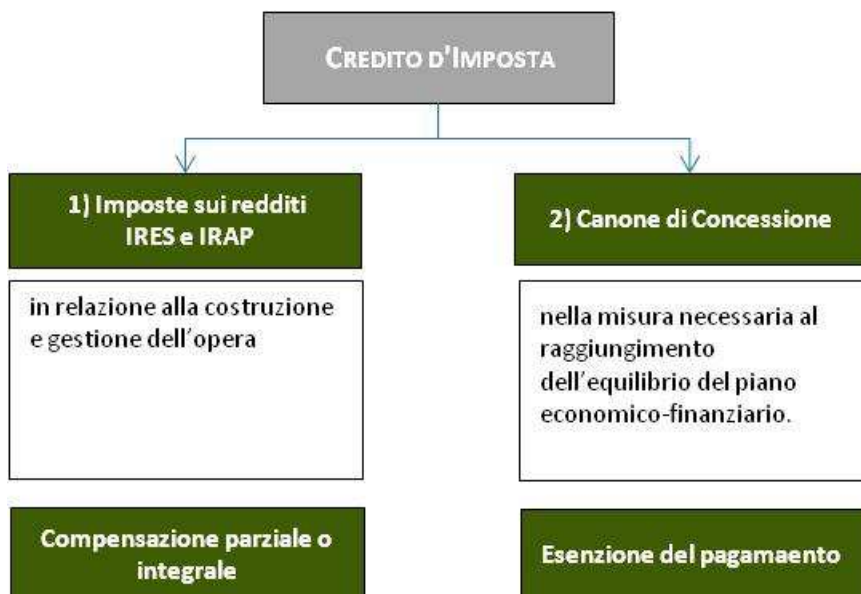 CREDITO D'IMPOSTA
1) Imposte sui redditi
IRES e IRAP
in relazione alla costruzione
e gestione dell'opera
Compensazione parziale o
integrale
2) Canone di Concessione
nella misura necessaria al
raggiungimento
dell'equilibrio del piano
economico-finanziario.
Esenzione del pagamaento